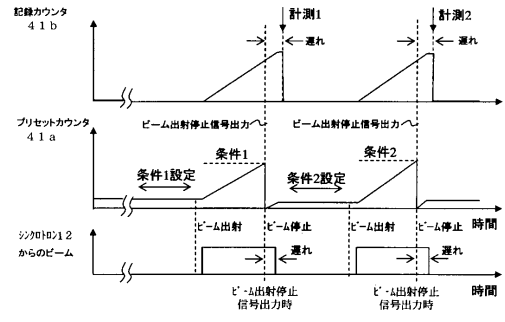 記録カウンタ
41b
計測1
計測2
遅れ
遅れ
プリセットカウンタ
41a
ビーム出射停止信号出力
ビーム出射停止信号出力
条件1
条件2
条件1設定
条件2設定
時間
ビーム出射
ビーム停止
ビーム出射
ビーム停止
シンクロトロン12
からのビーム
遅れ
遅れ
時間
ビーム出射停止
信号出力時
ビーム出射停止
信号出力時